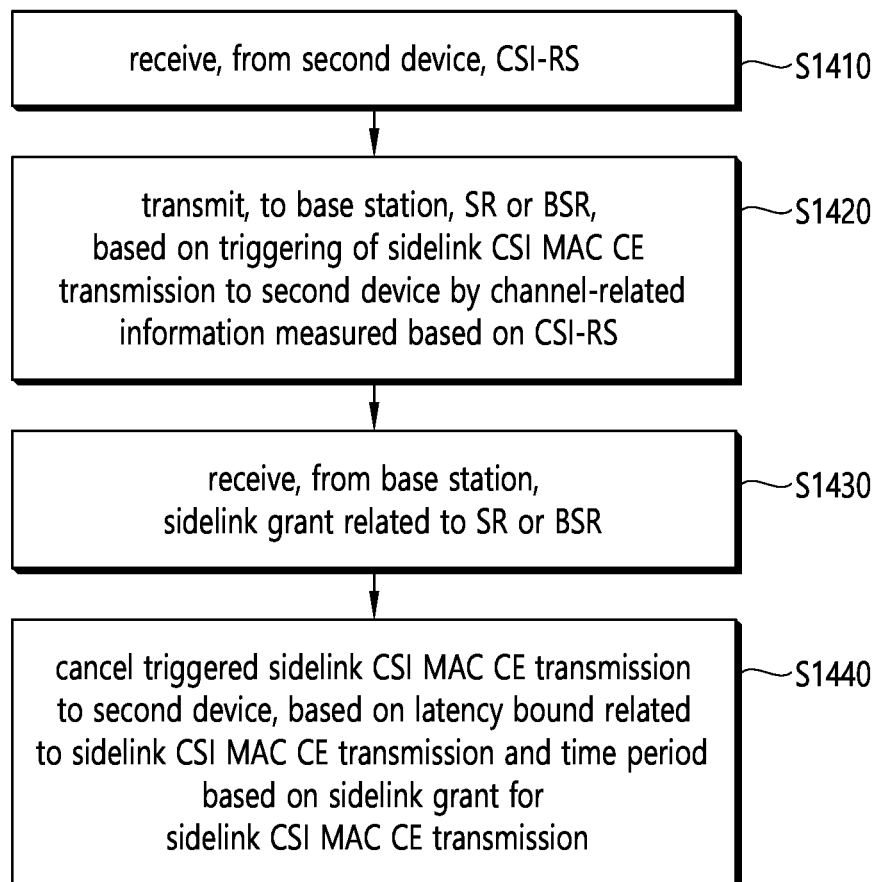 receive, from second device, CSI-RS
S1410
transmit, to base station, SR or BSR,
based on triggering of sidelink CSI MAC CE
transmission to second device by channel-related
information measured based on CSI-RS
S1420
receive, from base station,
sidelink grant related to SR or BSR
S1430
cancel triggered sidelink CSI MAC CE transmission
to second device, based on latency bound related
to sidelink CSI MAC CE transmission and time period
based on sidelink grant for
sidelink CSI MAC CE transmission
S1440